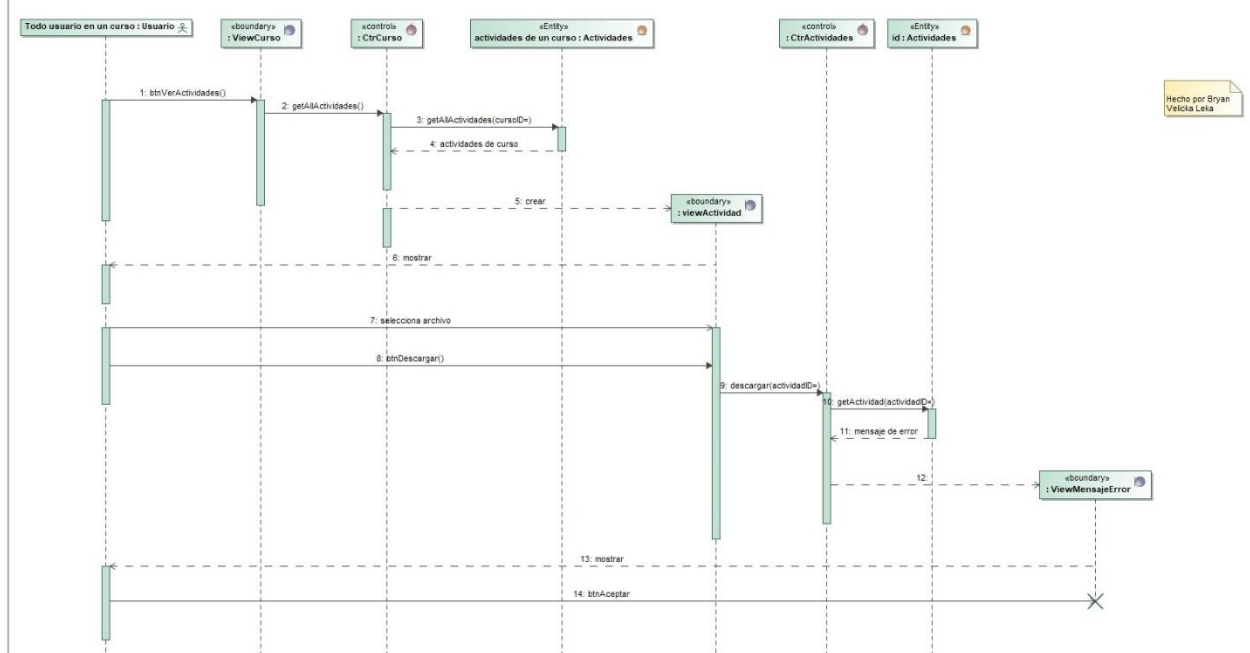 Todo usuario en un curso : Usuario
«boundary»
: ViewCurso
«control»
: CtrCurso
«Entity»
actividades de un curso : Actividades
«control»
: CtrActividades
«Entity»
id : Actividades
Hecho por Bryan
Velicka Leka
1: btnVerActividades()
2: getAllActividades()
3: getAllActividades(cursoID=)
4: actividades de curso
5: crear
«boundary»
: viewActividad
6: mostrar
7: selecciona archivo
8: btnDescargar()
9: descargar(actividadID=)
10: getActividad(actividadID=)
11: mensaje de error
12:
«boundary»
: ViewMensajeError
13: mostrar
14: btnAceptar